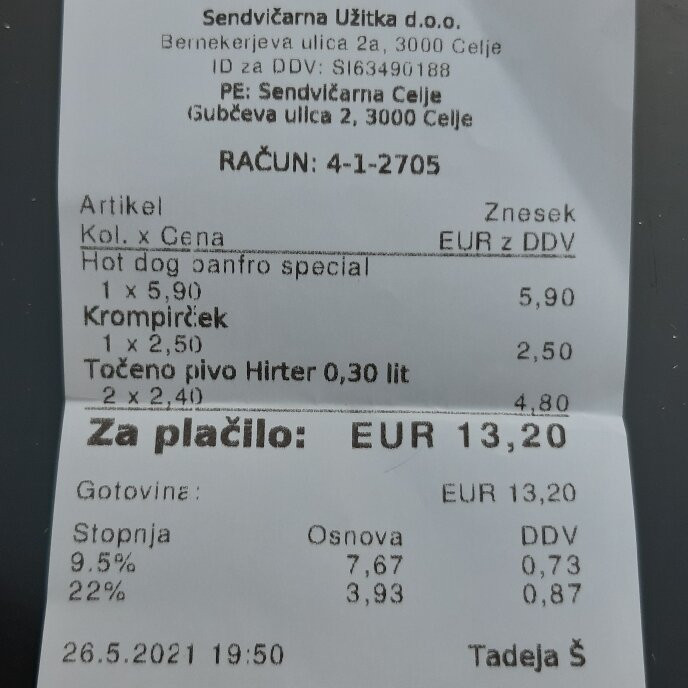 Sendvičarna Užitka d.o.o.
Bernekerjeva ulica 2a, 3000 Celje
ID za DDV: SI63490188
PE: Sendvičarna Celje
Gubčeva ulica 2, 3000 Celje
RAČUN: 4-1-2705
Artikel Znesek
Kol. x Cena EUR z DDV
Hot dog panfro special
1 x 5,90 5,90
Krompirček
1 x 2,50 2,50
Točeno pivo Hirter 0,30 lit
2 x 2,40 4,80
Za plačilo: EUR 13,20
Gotovina: EUR 13,20
Stopnja Osnova DDV
9.5% 7,67 0,73
22% 3,93 0,87
26.5.2021 19:50 Tadeja Š